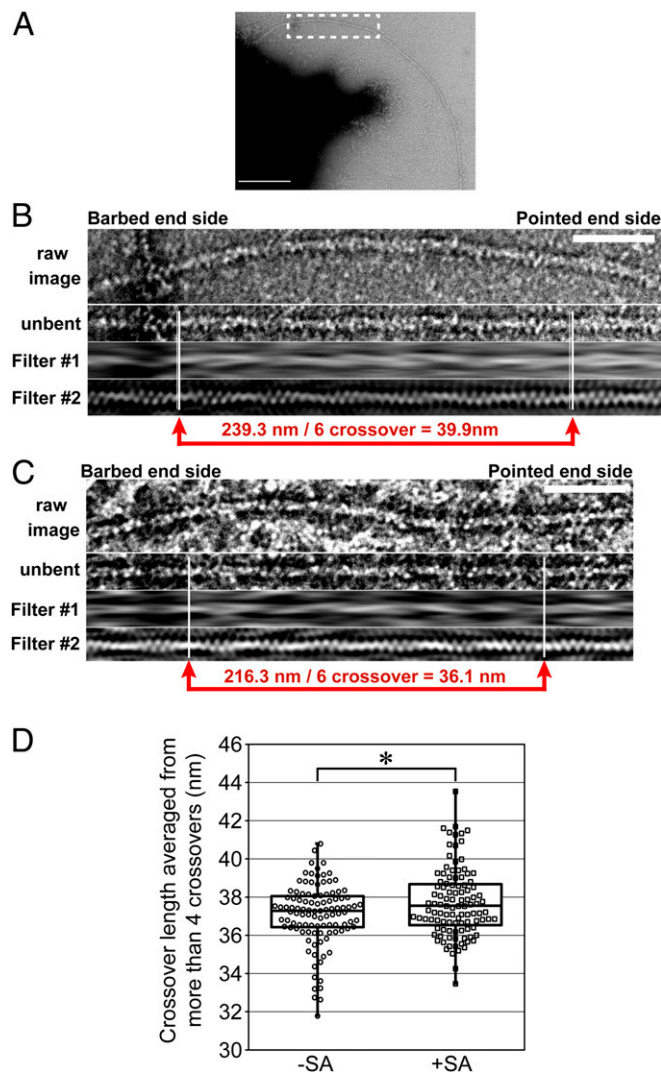 A
B
Barbed end side Pointed end side
raw
image
unbent
Filter #1
Filter #2
239.3 nm / 6 crossover = 39.9nm
C
Barbed end side Pointed end side
raw
image
unbent
Filter #1
Filter #2
216.3 nm / 6 crossover = 36.1 nm
D
Crossover length averaged from
more than 4 crossovers (nm)
46
44
42
40
38
36
34
32
30
*
-SA +SA